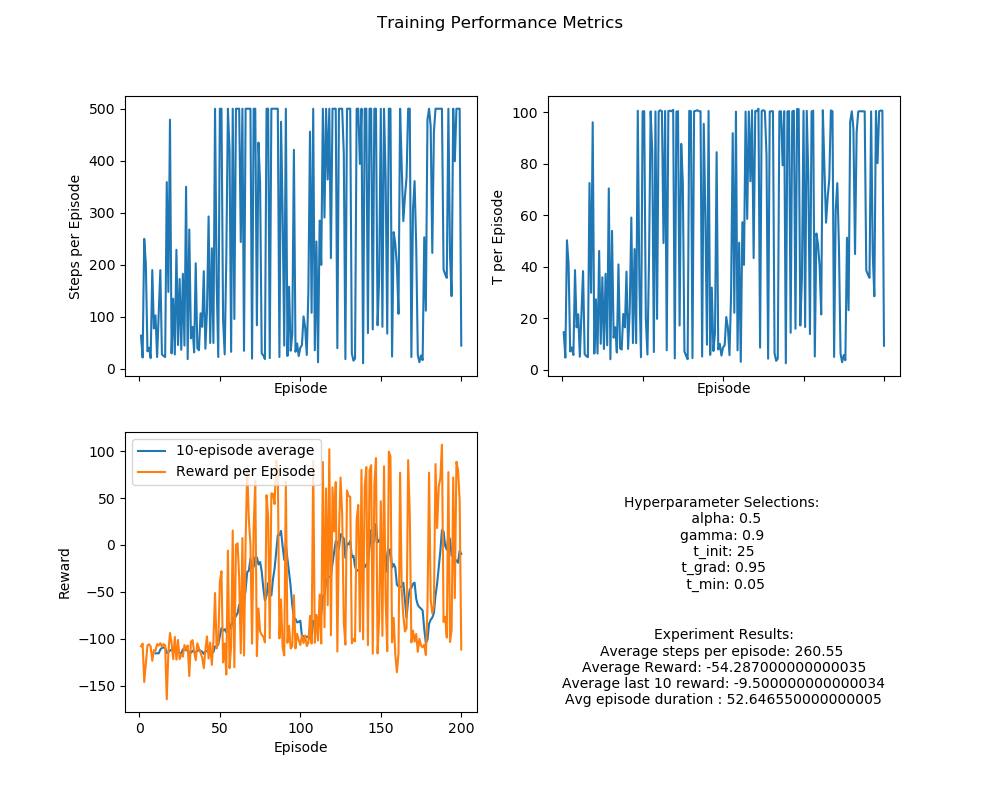 Training Performance Metrics
500
400
300
200
100
0
Steps per Episode
Episode
100
80
60
40
20
0
T per Episode
Episode
100
50
0
−50
−100
−150
Reward
10-episode average
Reward per Episode
0
50
100
150
200
Episode
Hyperparameter Selections:
alpha: 0.5
gamma: 0.9
t_init: 25
t_grad: 0.95
t_min: 0.05
Experiment Results:
Average steps per episode: 260.55
Average Reward: -54.287000000000035
Average last 10 reward: -9.500000000000034
Avg episode duration : 52.646550000000005